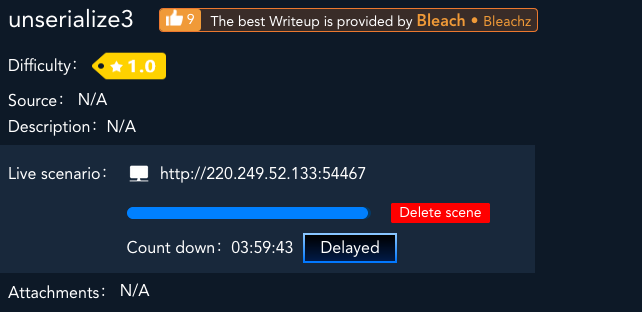 unserialize3 9 The best Writeup is provided by Bleach • Bleachz
Difficulty: 1.0
Source: N/A
Description: N/A
Live scenario: http://220.249.52.133:54467
Delete scene
Count down: 03:59:43 Delayed
Attachments: N/A